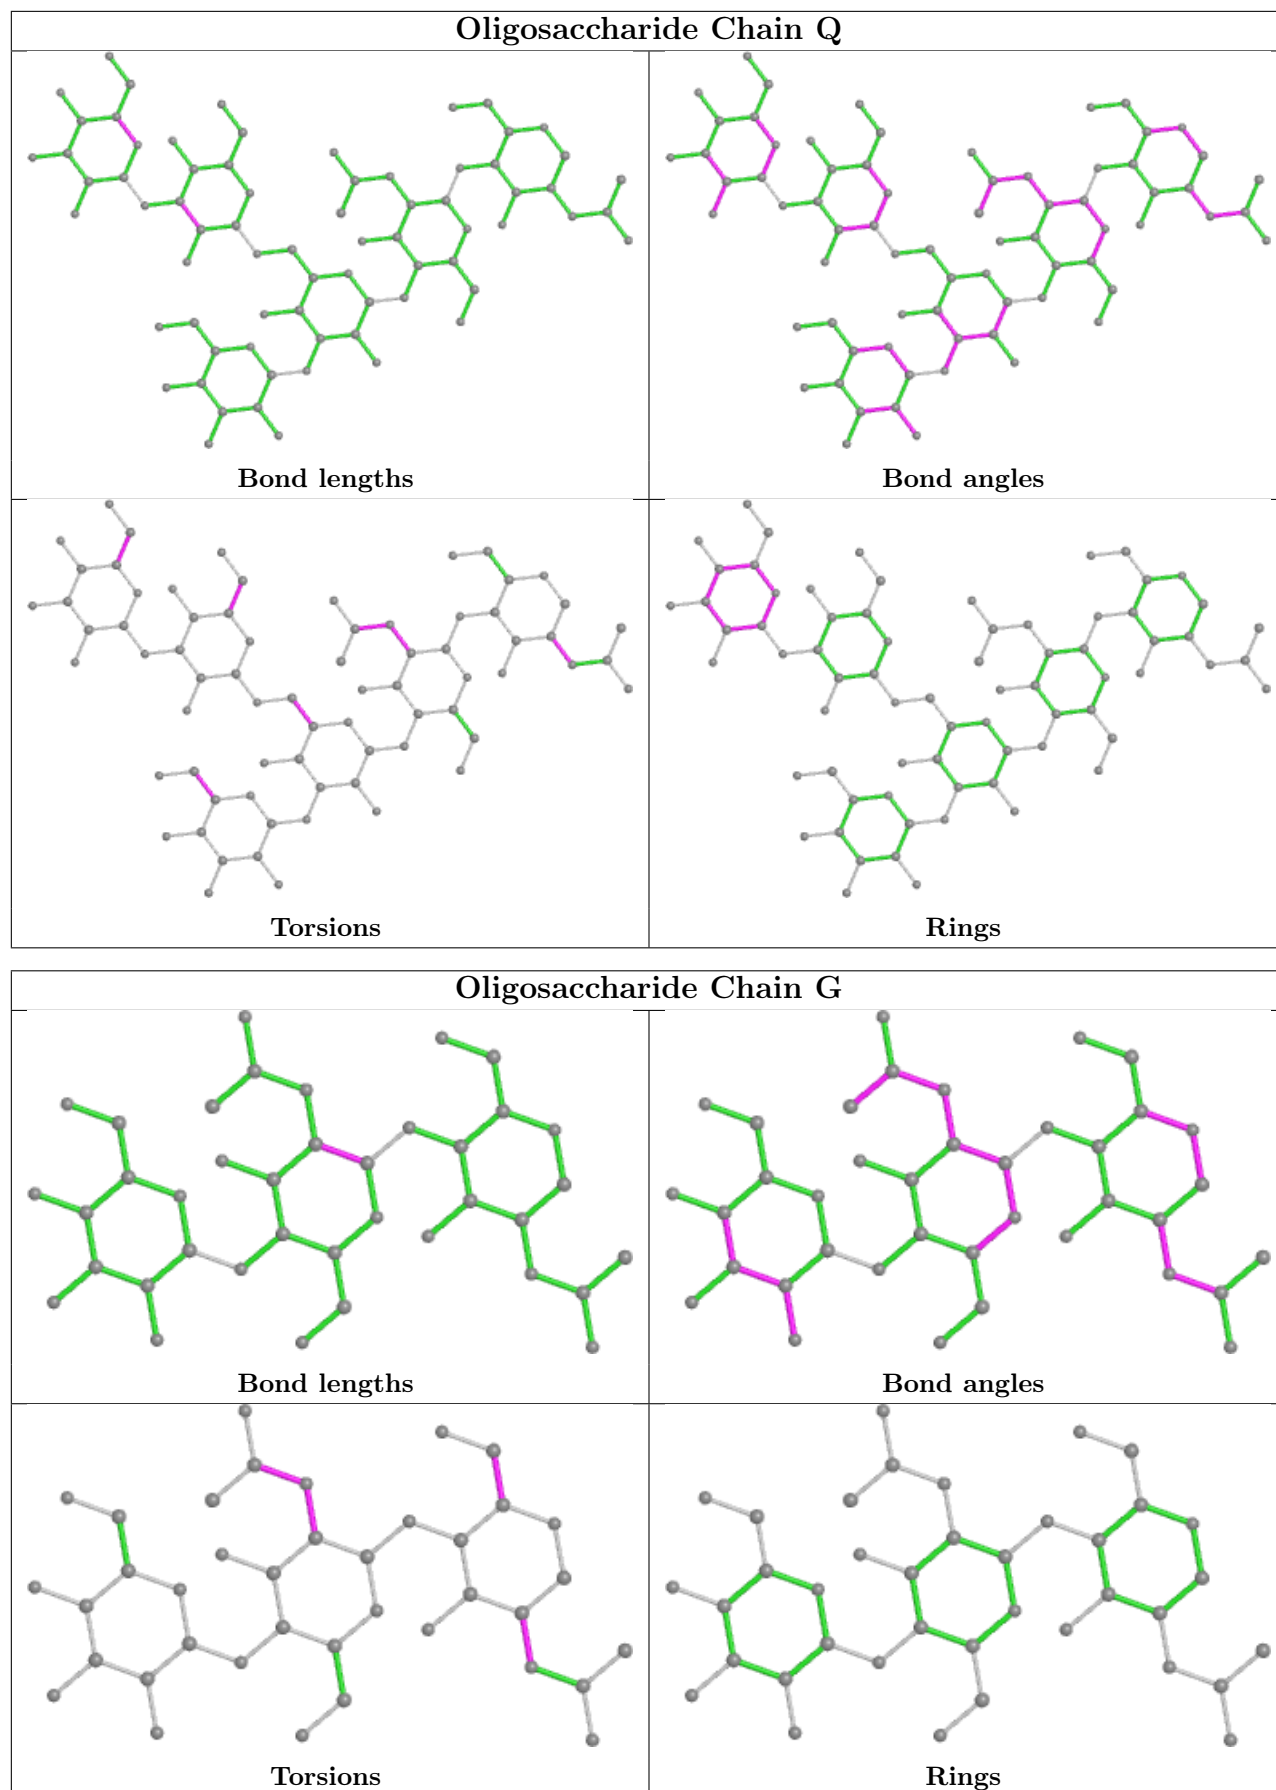 Oligosaccharide Chain Q
Bond lengths
Bond angles
Torsions
Rings
Oligosaccharide Chain G
Bond lengths
Bond angles
Torsions
Rings